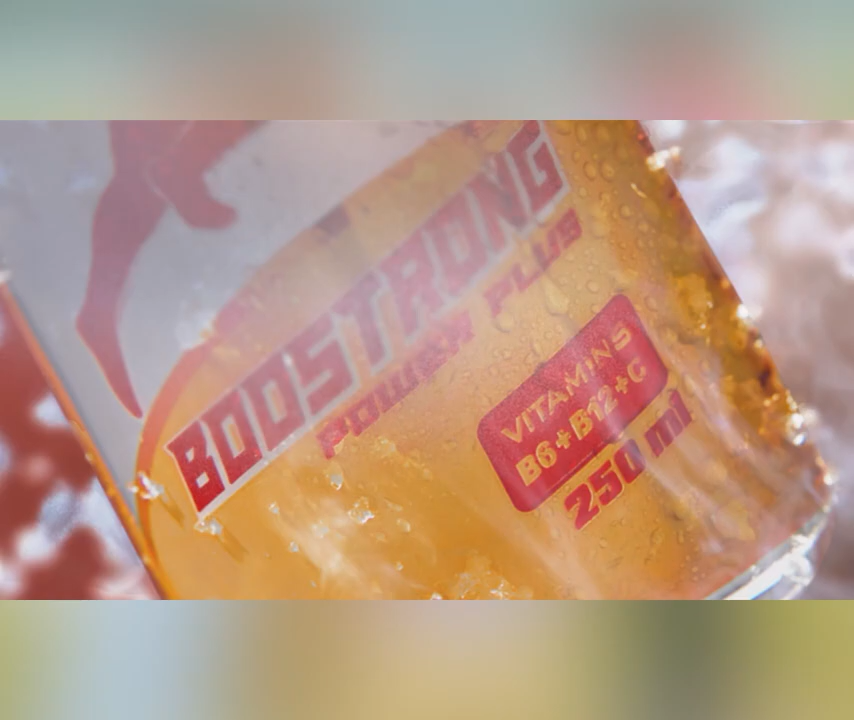 BOOSTRONG
POWER PLUS
VITAMINS
B6+B12+C
250 ml